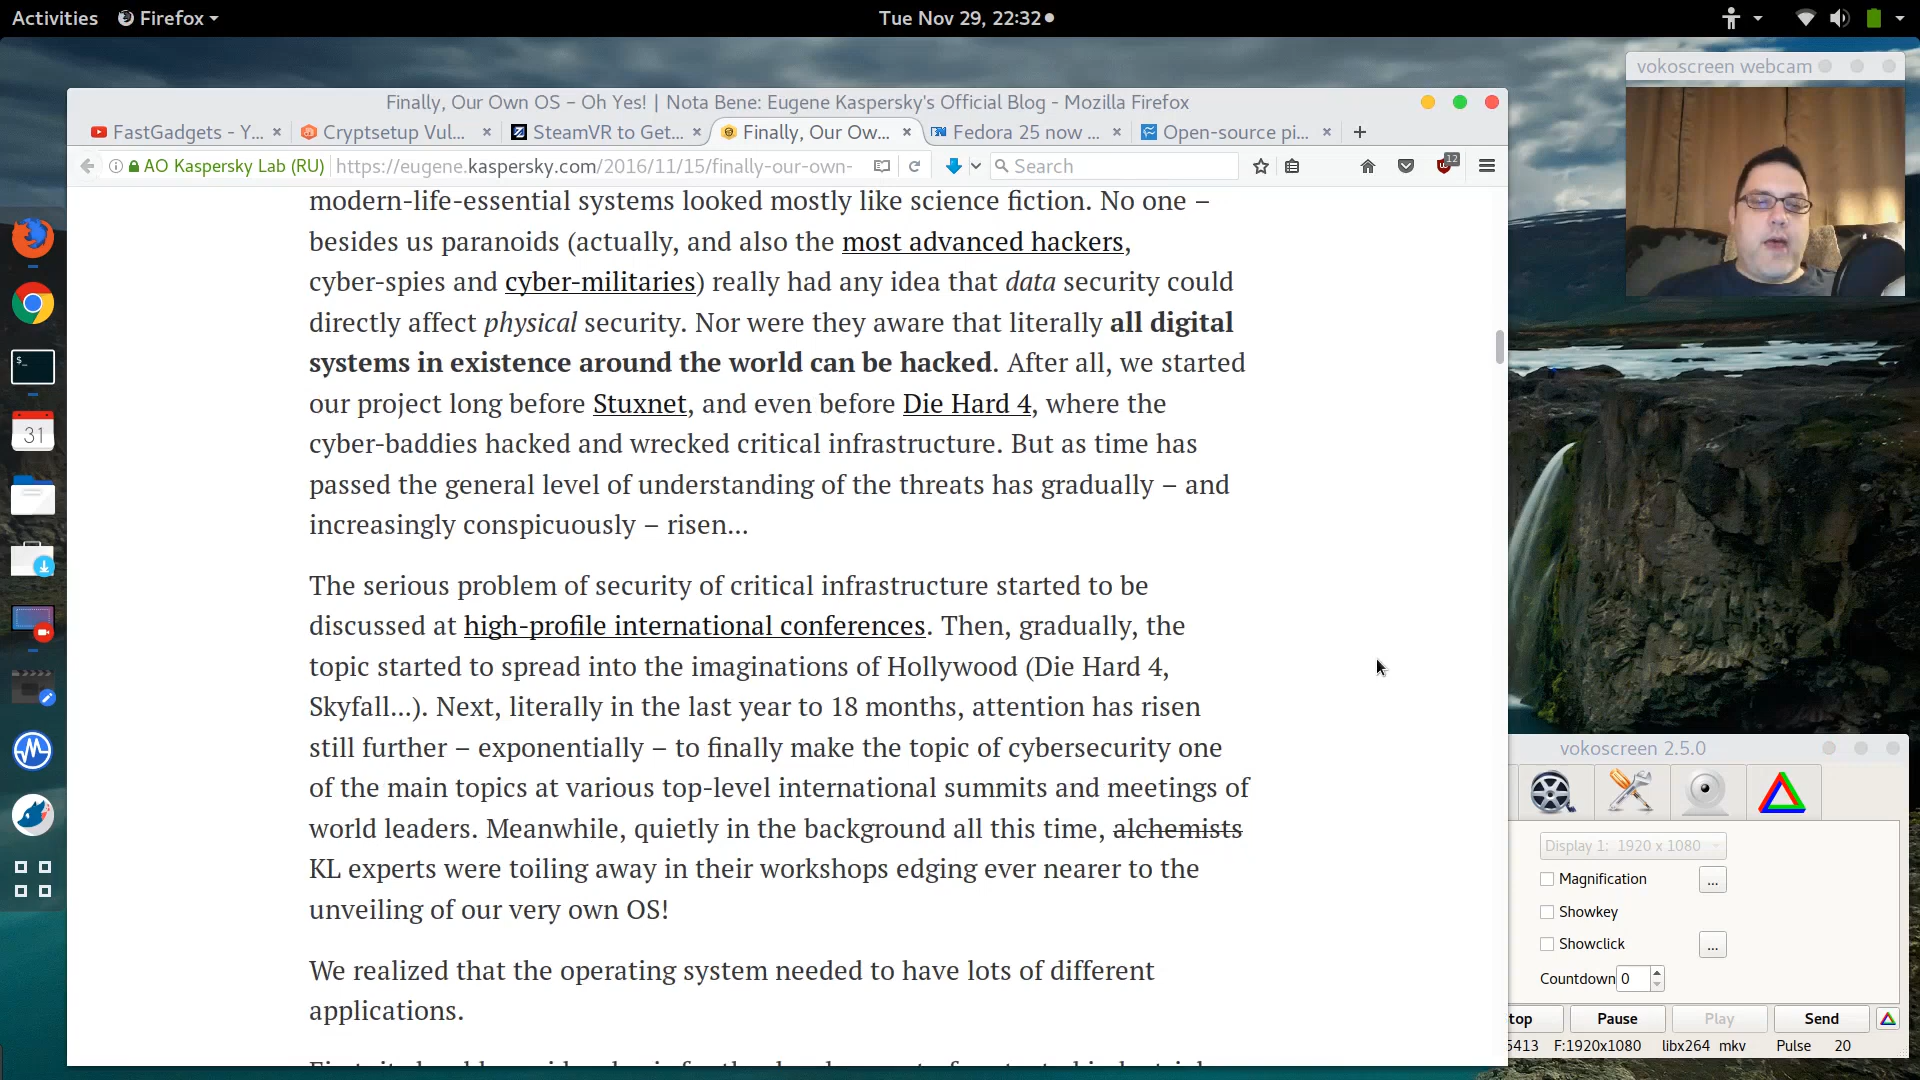 Activities
Firefox
Tue Nov 29, 22:32
vokoscreen webcam
Finally, Our Own OS – Oh Yes! | Nota Bene: Eugene Kaspersky's Official Blog - Mozilla Firefox
FastGadgets - Y...
Cryptsetup Vul...
SteamVR to Get...
Finally, Our Ow...
Fedora 25 now ...
Open-source pi...
AO Kaspersky Lab (RU)
https://eugene.kaspersky.com/2016/11/15/finally-our-own-
Search
12
modern-life-essential systems looked mostly like science fiction. No one –
besides us paranoids (actually, and also the most advanced hackers,
cyber-spies and cyber-militaries) really had any idea that data security could
directly affect physical security. Nor were they aware that literally all digital
systems in existence around the world can be hacked. After all, we started
our project long before Stuxnet, and even before Die Hard 4, where the
cyber-baddies hacked and wrecked critical infrastructure. But as time has
passed the general level of understanding of the threats has gradually – and
increasingly conspicuously – risen...
The serious problem of security of critical infrastructure started to be
discussed at high-profile international conferences. Then, gradually, the
topic started to spread into the imaginations of Hollywood (Die Hard 4,
Skyfall...). Next, literally in the last year to 18 months, attention has risen
still further – exponentially – to finally make the topic of cybersecurity one
of the main topics at various top-level international summits and meetings of
world leaders. Meanwhile, quietly in the background all this time, alchemists
KL experts were toiling away in their workshops edging ever nearer to the
unveiling of our very own OS!
We realized that the operating system needed to have lots of different
applications.
31
vokoscreen 2.5.0
Display 1: 1920 x 1080
Magnification
...
Showkey
Showclick
...
Countdown
0
top
Pause
Play
Send
5413
F:1920x1080
libx264
mkv
Pulse
20